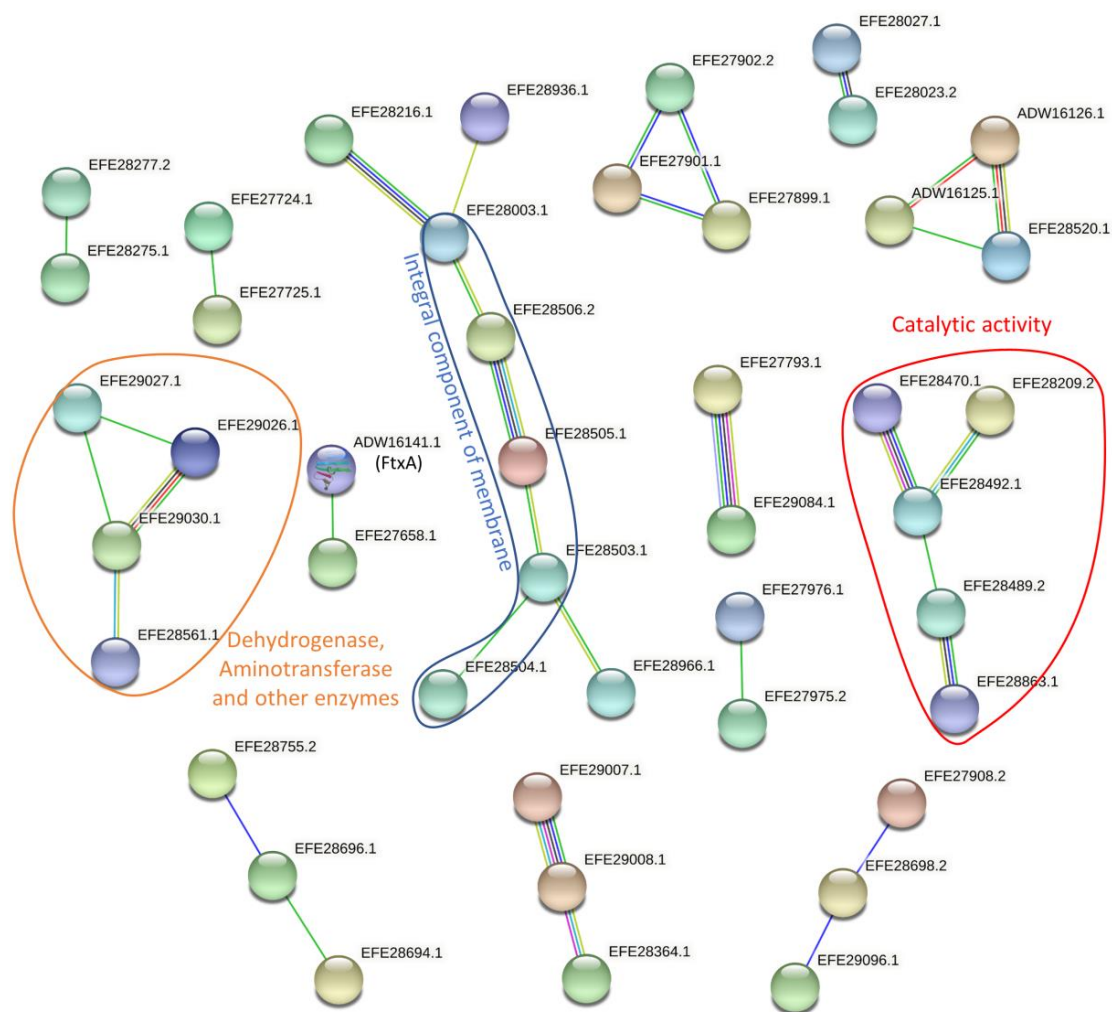 EFE28027.1
EFE27902.2
EFE28936.1
EFE28216.1
EFE28023.2
ADW16126.1
EFE28277.2
EFE27901.1
EFE27724.1
ADW16125.1
EFE27899.1
EFE28003.1
EFE28520.1
EFE28275.1
EFE27725.1
EFE28506.2
Integral component of membrane
Catalytic activity
EFE27793.1
EFE29027.1
EFE28470.1
EFE28209.2
EFE29026.1
ADW16141.1
(FtxA)
EFE28505.1
EFE28492.1
EFE29084.1
EFE29030.1
EFE27658.1
EFE28503.1
EFE27976.1
EFE28489.2
EFE28561.1
Dehydrogenase,
Aminotransferase
and other enzymes
EFE28504.1
EFE28966.1
EFE27975.2
EFE28863.1
EFE28755.2
EFE29007.1
EFE27908.2
EFE28696.1
EFE29008.1
EFE28698.2
EFE28694.1
EFE28364.1
EFE29096.1